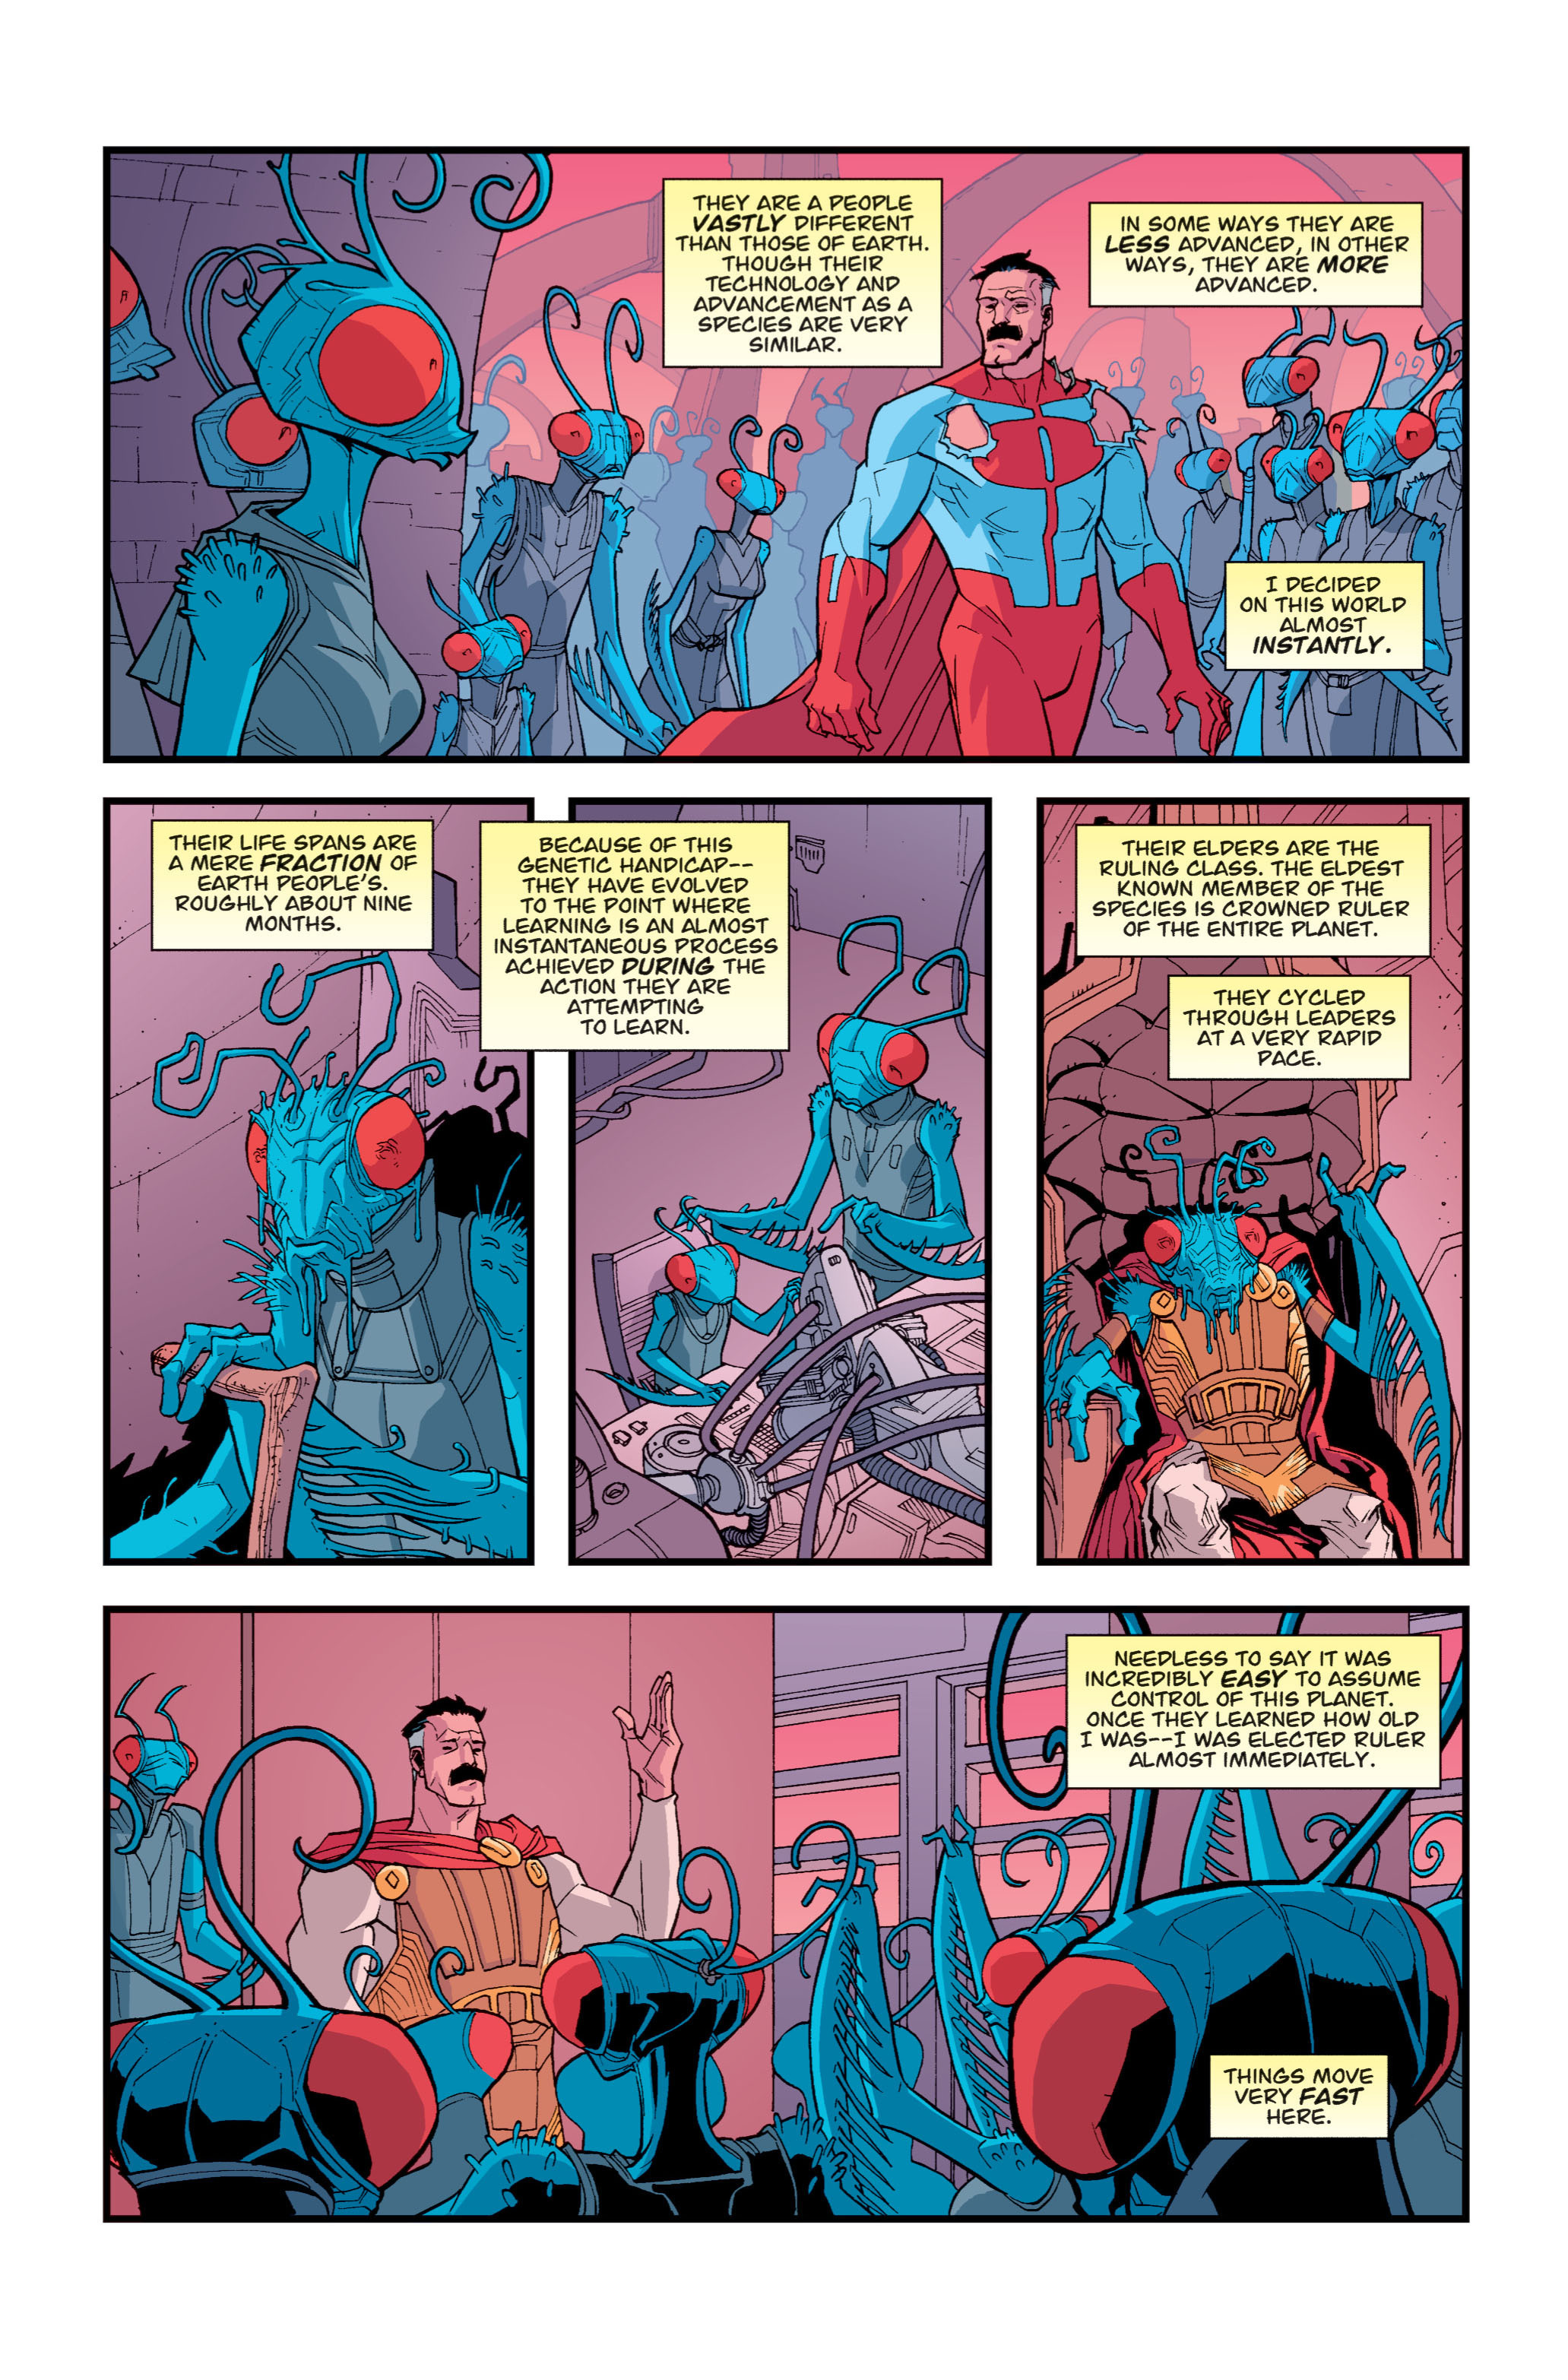 THEY ARE A PEOPLE
VASTLY DIFFERENT
THAN THOSE OF EARTH.
THOUGH THEIR
TECHNOLOGY AND
ADVANCEMENT AS A
SPECIES ARE VERY
SIMILAR.
IN SOME WAYS THEY ARE
LESS ADVANCED, IN OTHER
WAYS, THEY ARE MORE
ADVANCED.
I DECIDED
ON THIS WORLD
ALMOST
INSTANTLY.
THEIR LIFE SPANS ARE
A MERE FRACTION OF
EARTH PEOPLE'S.
ROUGHLY ABOUT NINE
MONTHS.
BECAUSE OF THIS
GENETIC HANDICAP--
THEY HAVE EVOLVED
TO THE POINT WHERE
LEARNING IS AN ALMOST
INSTANTANEOUS PROCESS
ACHIEVED DURING THE
ACTION THEY ARE
ATTEMPTING
TO LEARN.
THEIR ELDERS ARE THE
RULING CLASS. THE ELDEST
KNOWN MEMBER OF THE
SPECIES IS CROWNED RULER
OF THE ENTIRE PLANET.
THEY CYCLED
THROUGH LEADERS
AT A VERY RAPID
PACE.
NEEDLESS TO SAY IT WAS
INCREDIBLY EASY TO ASSUME
CONTROL OF THIS PLANET.
ONCE THEY LEARNED HOW OLD
I WAS--I WAS ELECTED RULER
ALMOST IMMEDIATELY.
THINGS MOVE
VERY FAST
HERE.